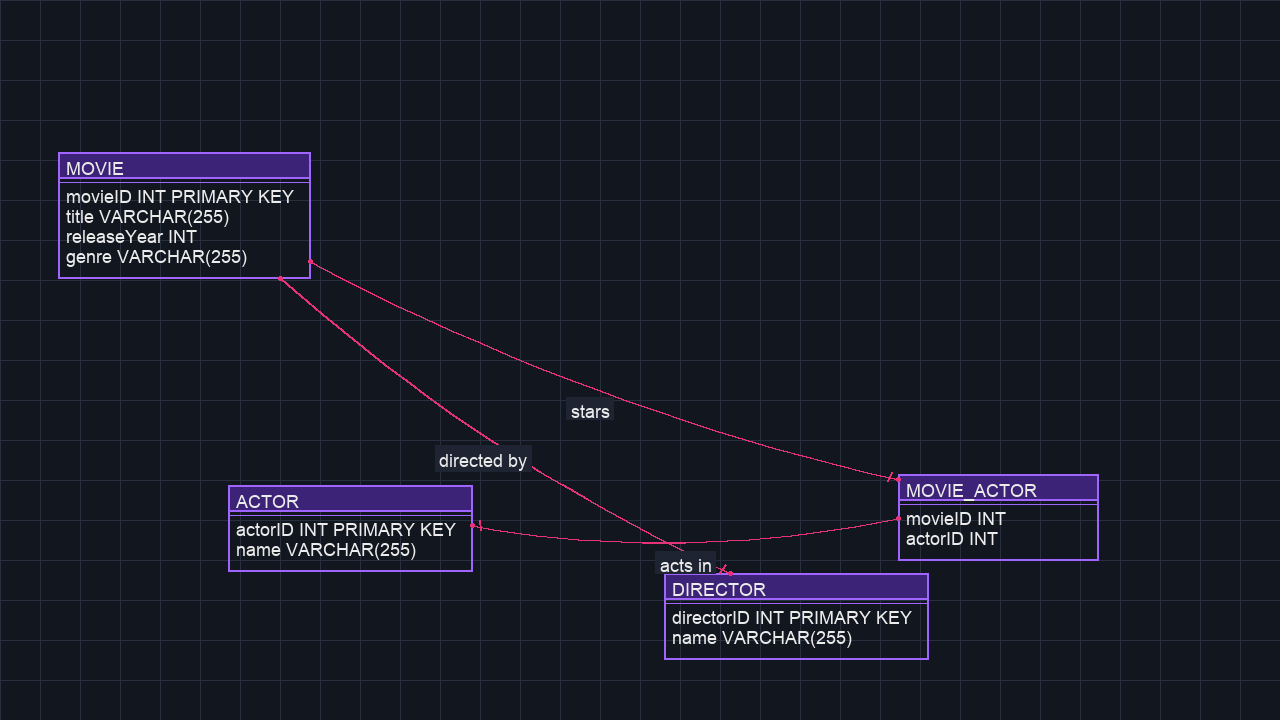 MOVIE
movieID INT PRIMARY KEY
title VARCHAR(255)
releaseYear INT
genre VARCHAR(255)
stars
directed by
ACTOR
actorID INT PRIMARY KEY
name VARCHAR(255)
MOVIE_ACTOR
movieID INT
actorID INT
acts in
DIRECTOR
directorID INT PRIMARY KEY
name VARCHAR(255)